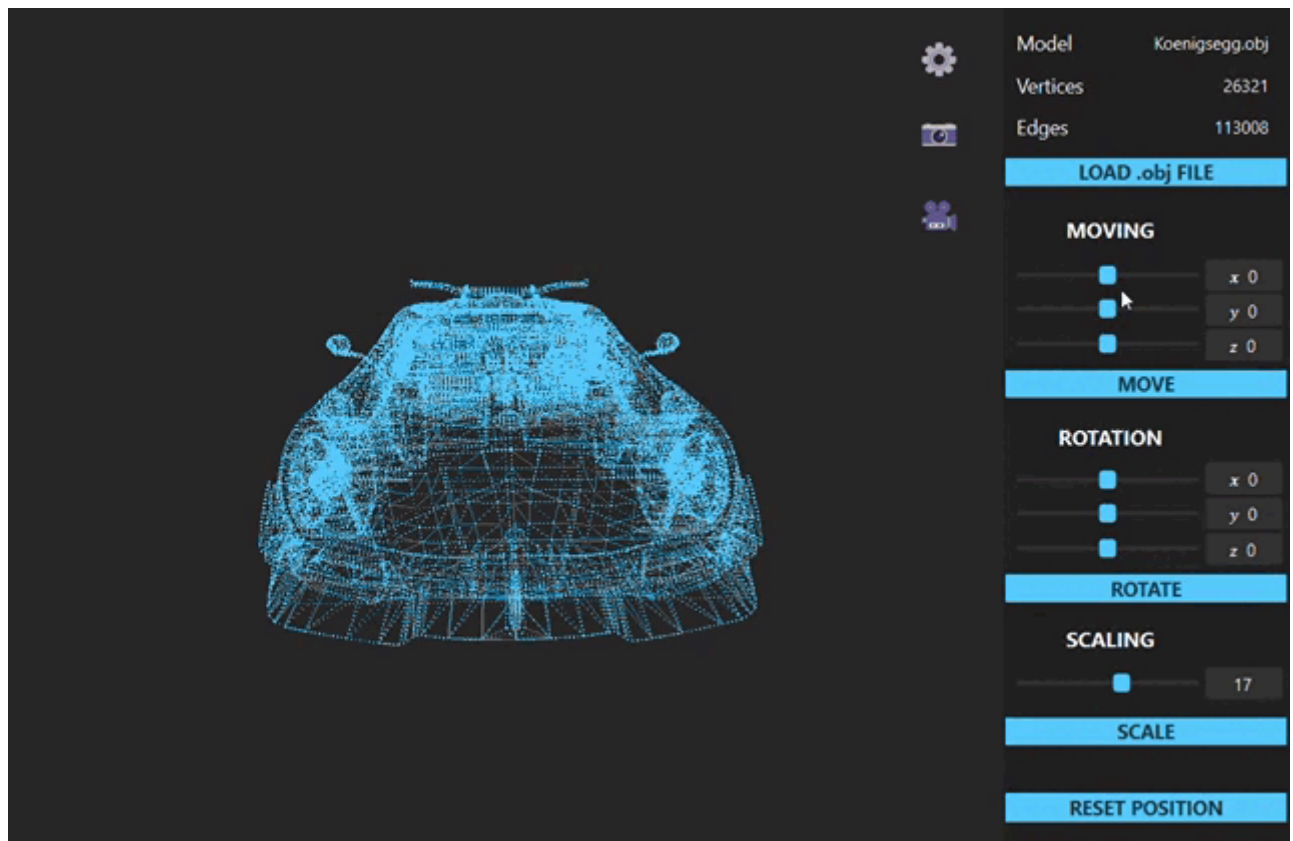 Model Koenigsegg.obj
Vertices 26321
Edges 113008
LOAD .obj FILE
MOVING
x 0
y 0
z 0
MOVE
ROTATION
x 0
y 0
z 0
ROTATE
SCALING
17
SCALE
RESET POSITION